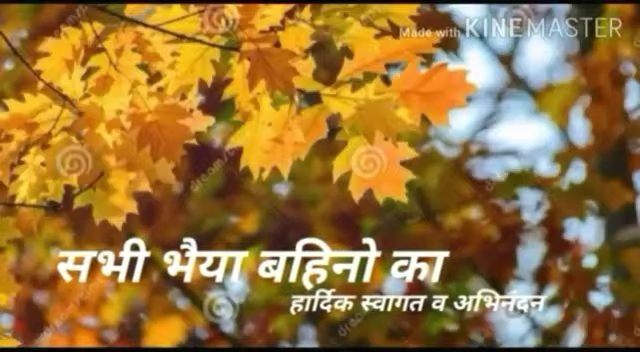 Made with KINEMASTER
सभी भैया बहिनो का
हार्दिक स्वागत व अभिनंदन